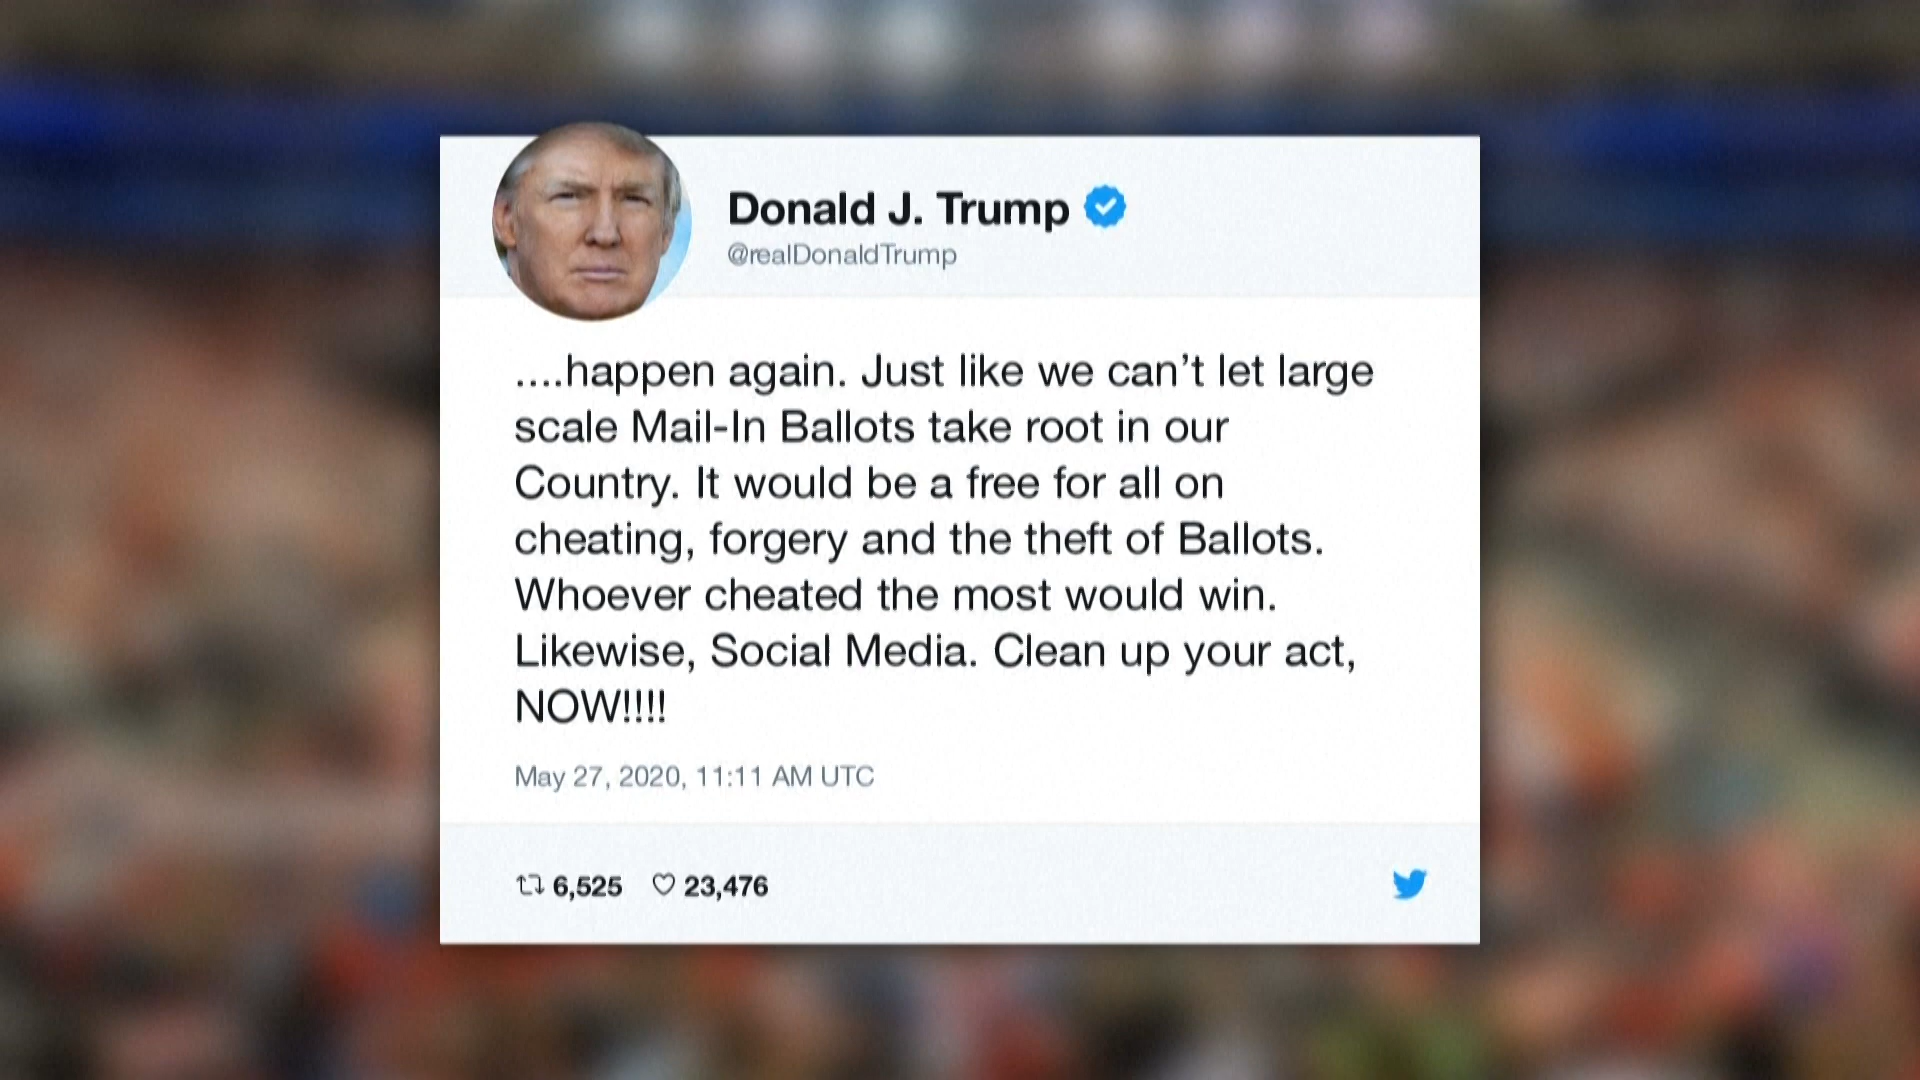 Donald J. Trump
@realDonaldTrump
....happen again. Just like we can’t let large
scale Mail-In Ballots take root in our
Country. It would be a free for all on
cheating, forgery and the theft of Ballots.
Whoever cheated the most would win.
Likewise, Social Media. Clean up your act,
NOW!!!!
May 27, 2020, 11:11 AM UTC
6,525 23,476